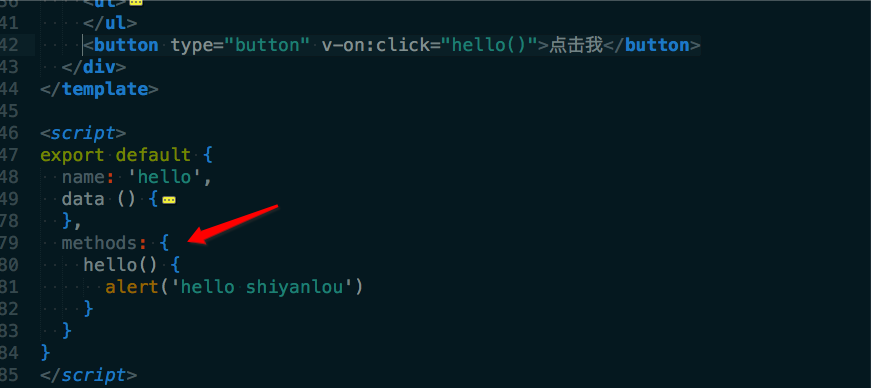 <ul>
41 </ul>
42 <button type="button" v-on:click="hello()">点击我</button>
43 </div>
44 </template>
45
46 <script>
47 export default {
48 name: 'hello',
49 data () {
78 },
79 methods: {
80 hello() {
81 alert('hello shiyanlou')
82 }
83 }
84 }
85 </script>